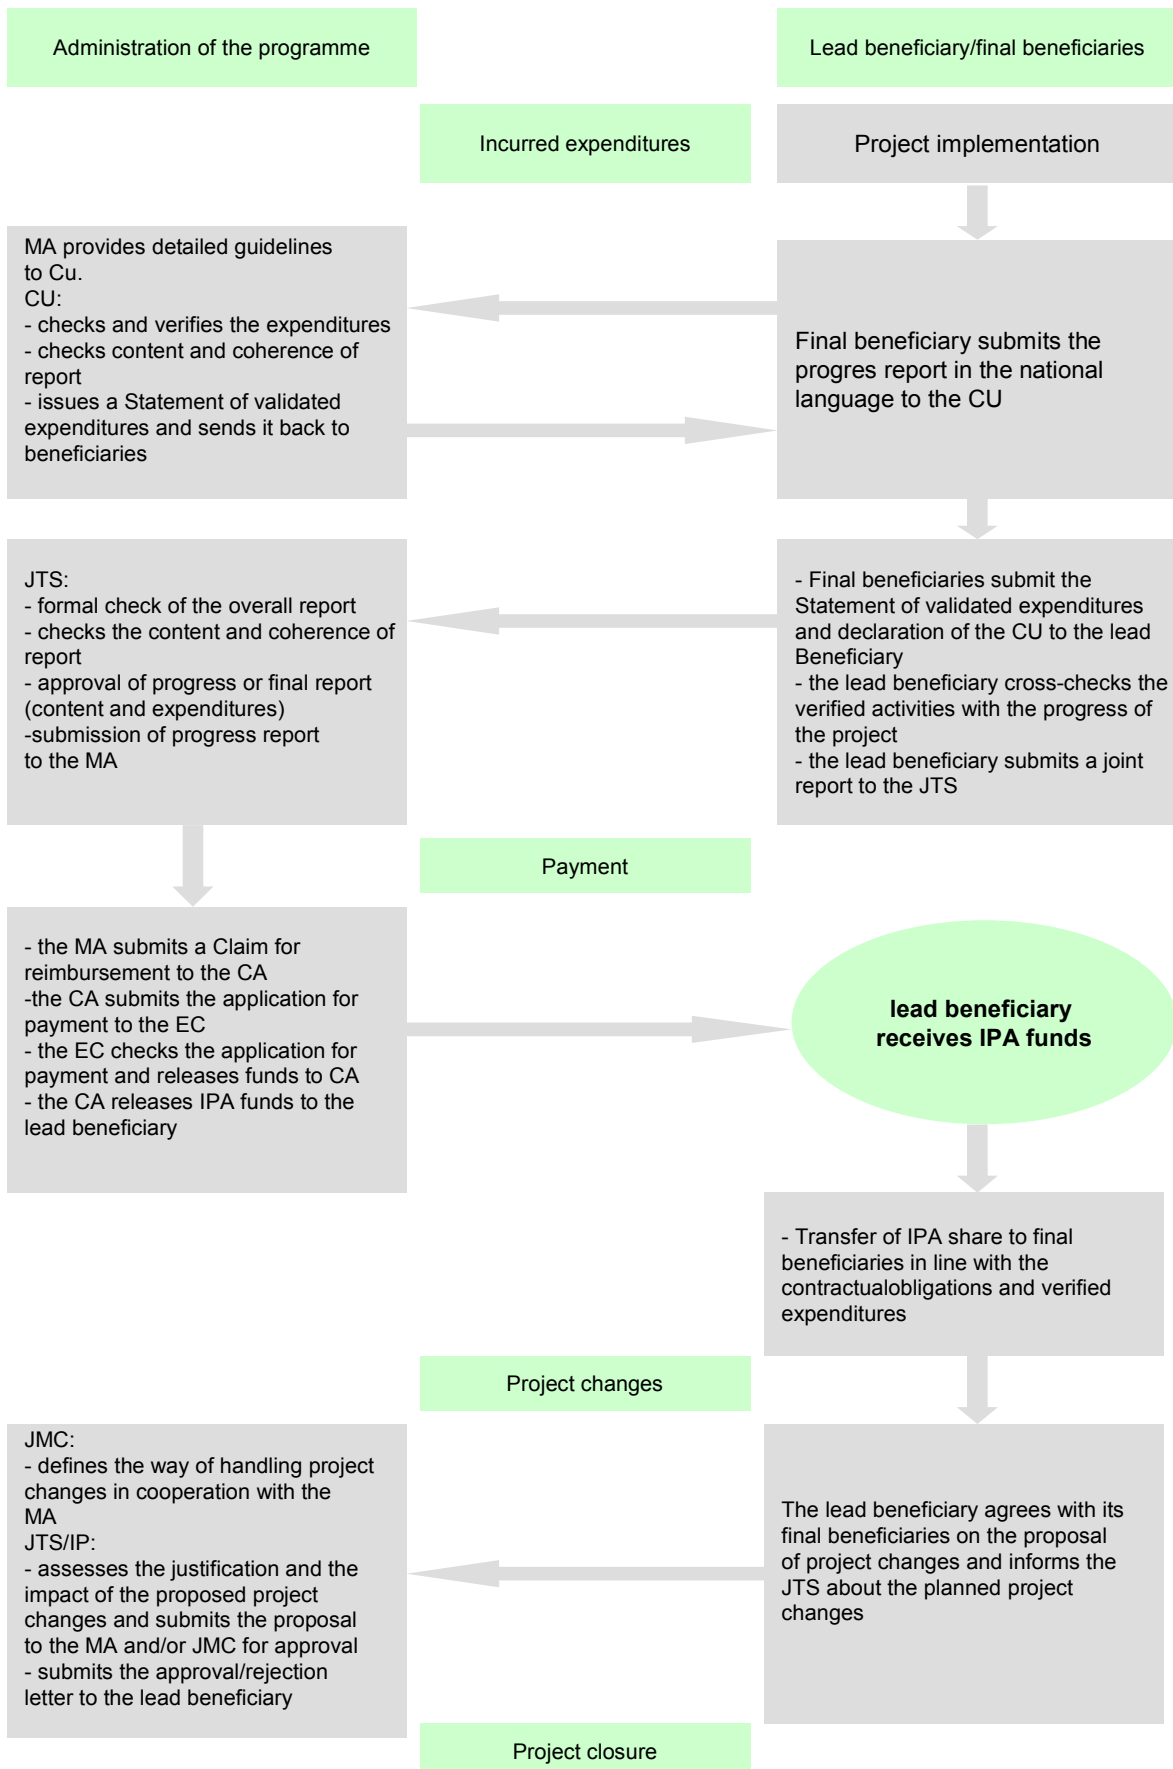 Administration of the programme
Lead beneficiary/final beneficiaries
Incurred expenditures
Project implementation
MA provides detailed guidelines
to Cu.
CU:
- checks and verifies the expenditures
- checks content and coherence of
report
- issues a Statement of validated
expenditures and sends it back to
beneficiaries
Final beneficiary submits the
progres report in the national
language to the CU
JTS:
- formal check of the overall report
- checks the content and coherence of
report
- approval of progress or final report
(content and expenditures)
-submission of progress report
to the MA
- Final beneficiaries submit the
Statement of validated expenditures
and declaration of the CU to the lead
Beneficiary
- the lead beneficiary cross-checks the
verified activities with the progress of
the project
- the lead beneficiary submits a joint
report to the JTS
Payment
- the MA submits a Claim for
reimbursement to the CA
-the CA submits the application for
payment to the EC
- the EC checks the application for
payment and releases funds to CA
- the CA releases IPA funds to the
lead beneficiary
lead beneficiary
receives IPA funds
- Transfer of IPA share to final
beneficiaries in line with the
contractualobligations and verified
expenditures
Project changes
JMC:
- defines the way of handling project
changes in cooperation with the
MA
JTS/IP:
- assesses the justification and the
impact of the proposed project
changes and submits the proposal
to the MA and/or JMC for approval
- submits the approval/rejection
letter to the lead beneficiary
The lead beneficiary agrees with its
final beneficiaries on the proposal
of project changes and informs the
JTS about the planned project
changes
Project closure